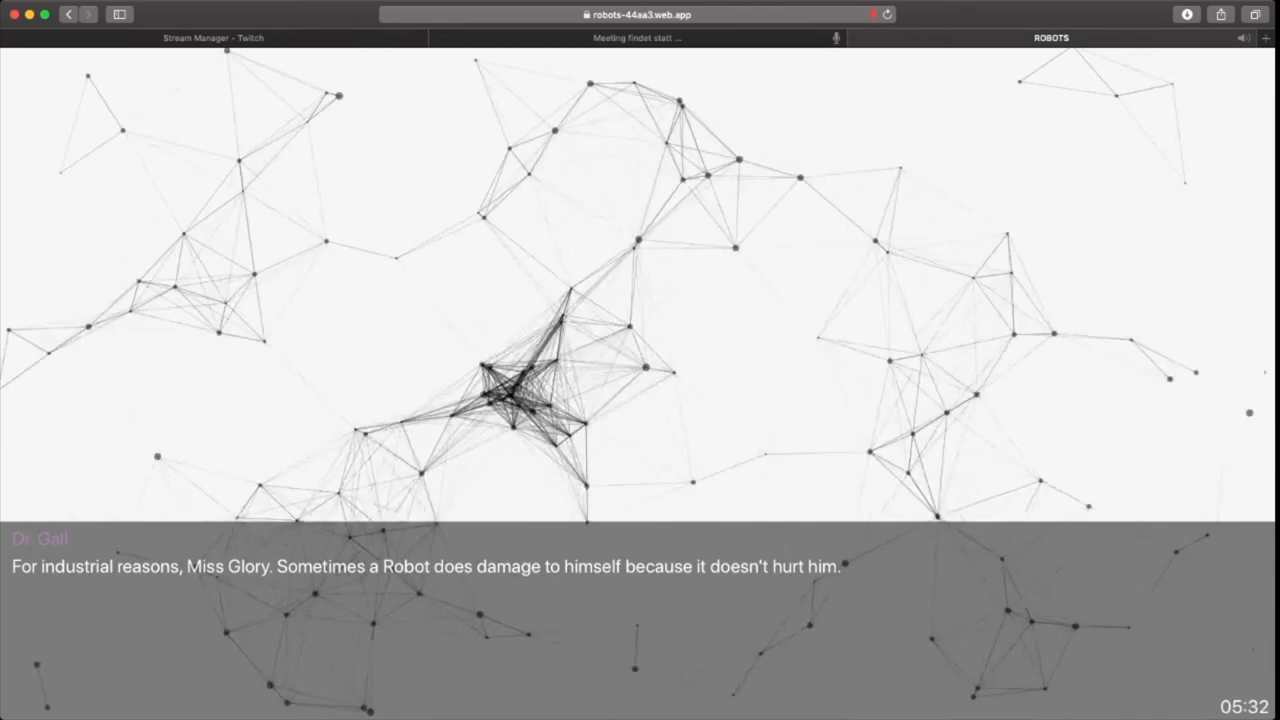 robots-44aa3.web.app
Stream Manager - Twitch
Meeting findet statt ...
ROBOTS
Dr. Gall
For industrial reasons, Miss Glory. Sometimes a Robot does damage to himself because it doesn't hurt him.
05:32